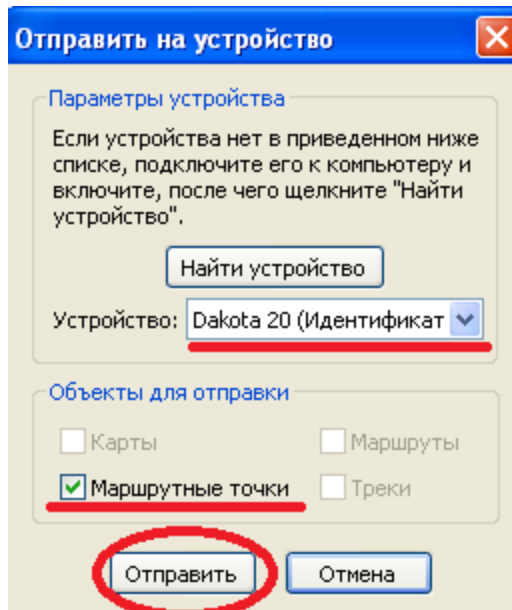 Отправить на устройство
Параметры устройства
Если устройства нет в приведенном ниже
списке, подключите его к компьютеру и
включите, после чего щелкните "Найти
устройство".
Найти устройство
Устройство: Dakota 20 (Идентификат
Объекты для отправки
Карты Маршруты
Маршрутные точки Треки
Отправить Отмена